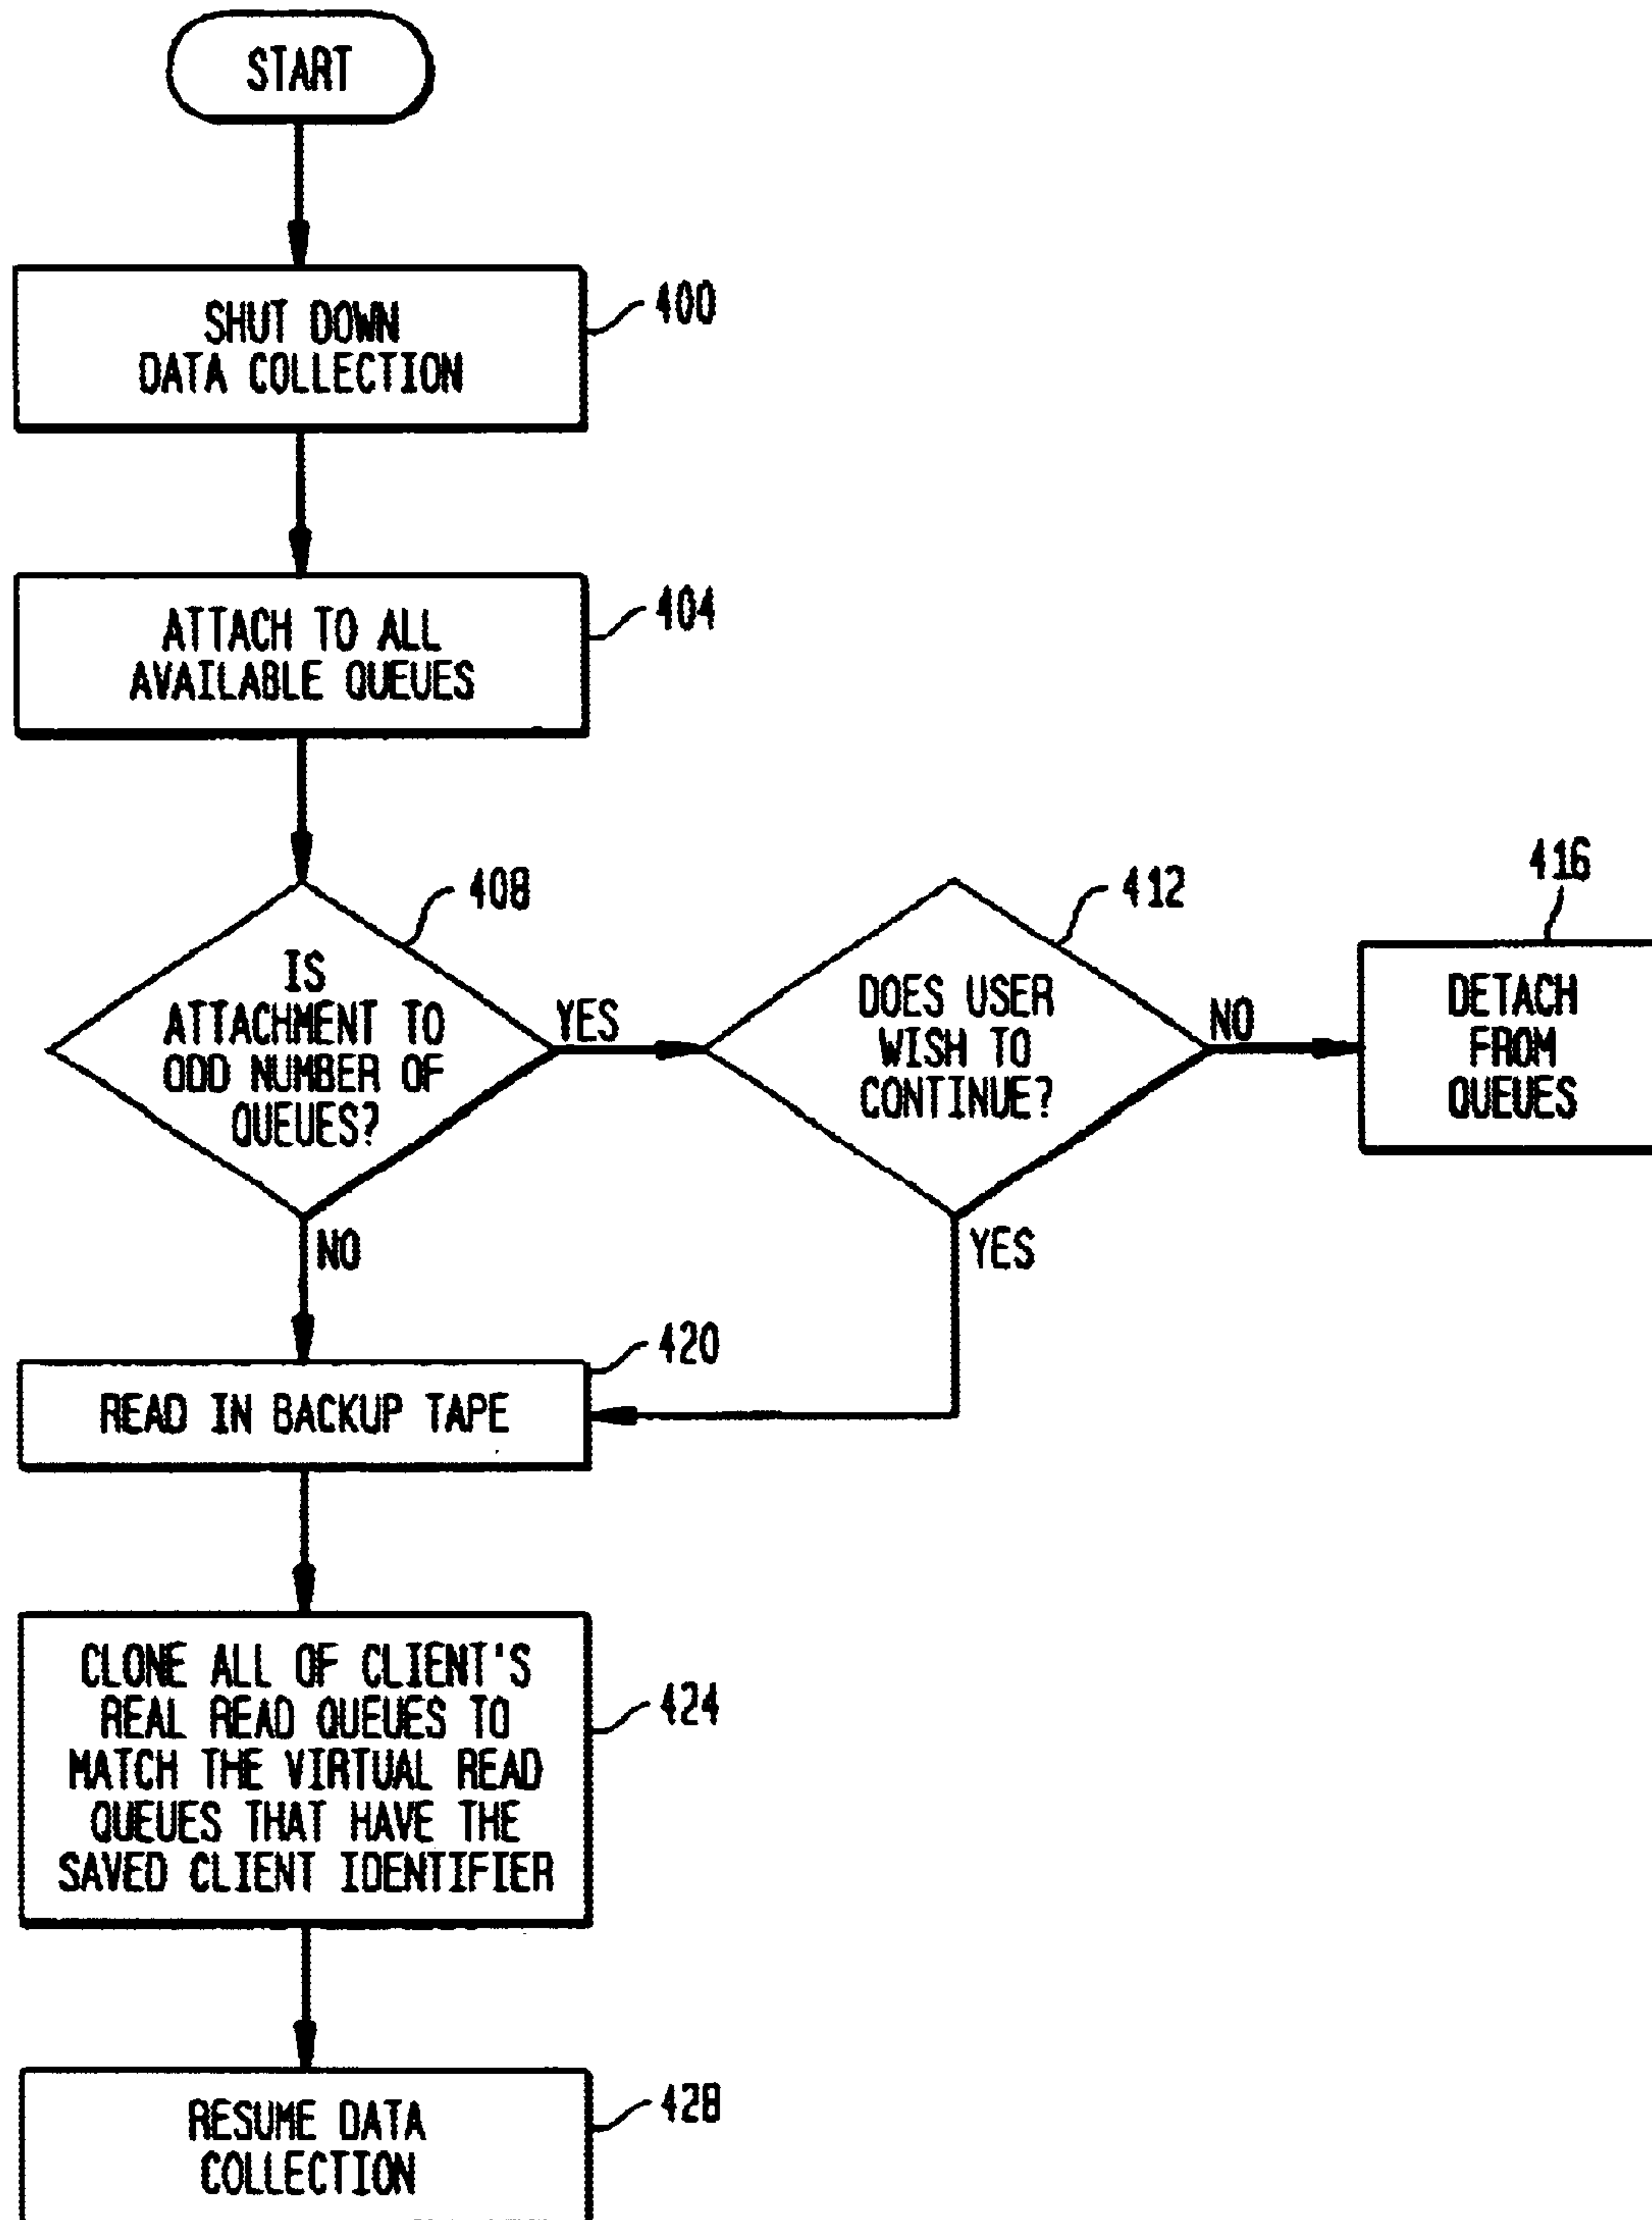 START
SHUT DOWN
DATA COLLECTION
400
ATTACH TO ALL
AVAILABLE QUEUES
404
408
IS
ATTACHMENT TO
ODD NUMBER OF
QUEUES?
YES
NO
412
DOES USER
WISH TO
CONTINUE?
NO
YES
416
DETACH
FROM
QUEUES
420
READ IN BACKUP TAPE
CLONE ALL OF CLIENT'S
REAL READ QUEUES TO
MATCH THE VIRTUAL READ
QUEUES THAT HAVE THE
SAVED CLIENT IDENTIFIER
424
RESUME DATA
COLLECTION
428